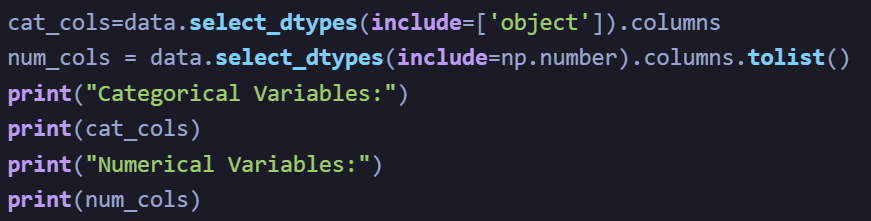 cat_cols=data.select_dtypes(include=['object']).columns
num_cols = data.select_dtypes(include=np.number).columns.tolist()
print("Categorical Variables:")
print(cat_cols)
print("Numerical Variables:")
print(num_cols)